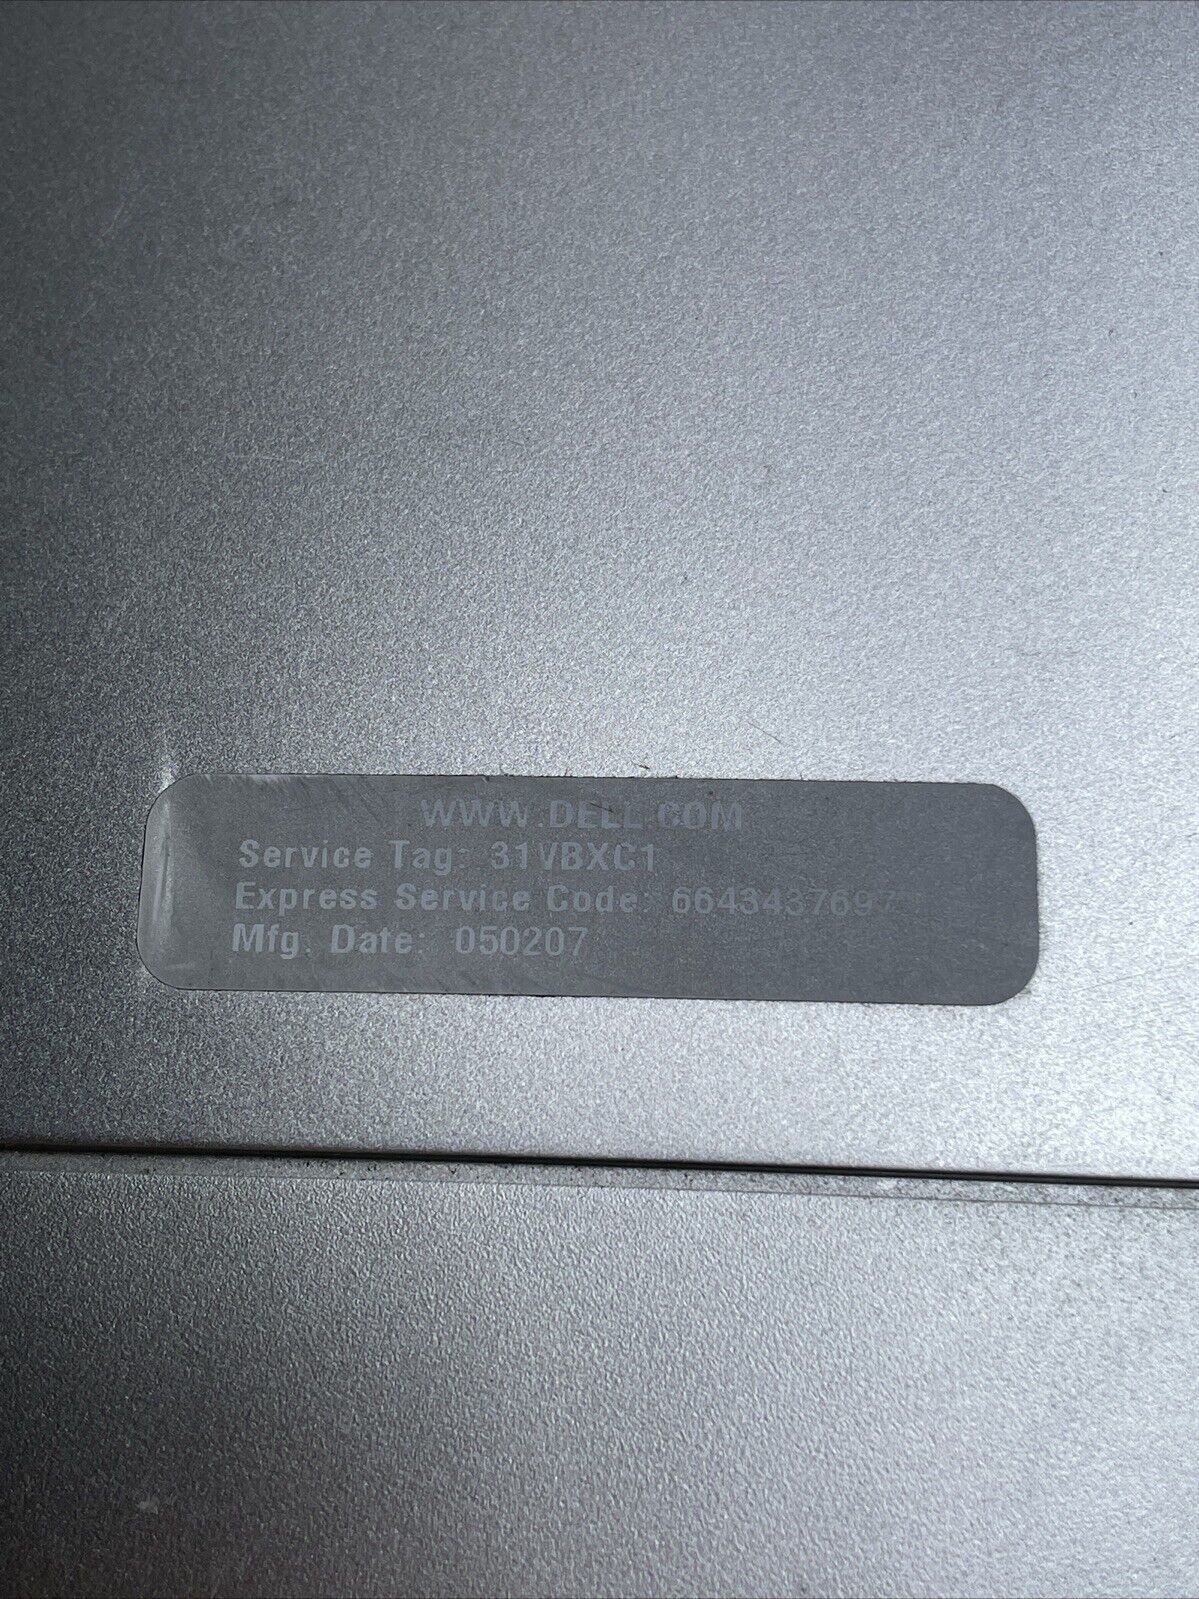 WWW.DELL.COM
Service Tag: 31VBXC1
Express Service Code: 6643437697
Mfg. Date: 050207